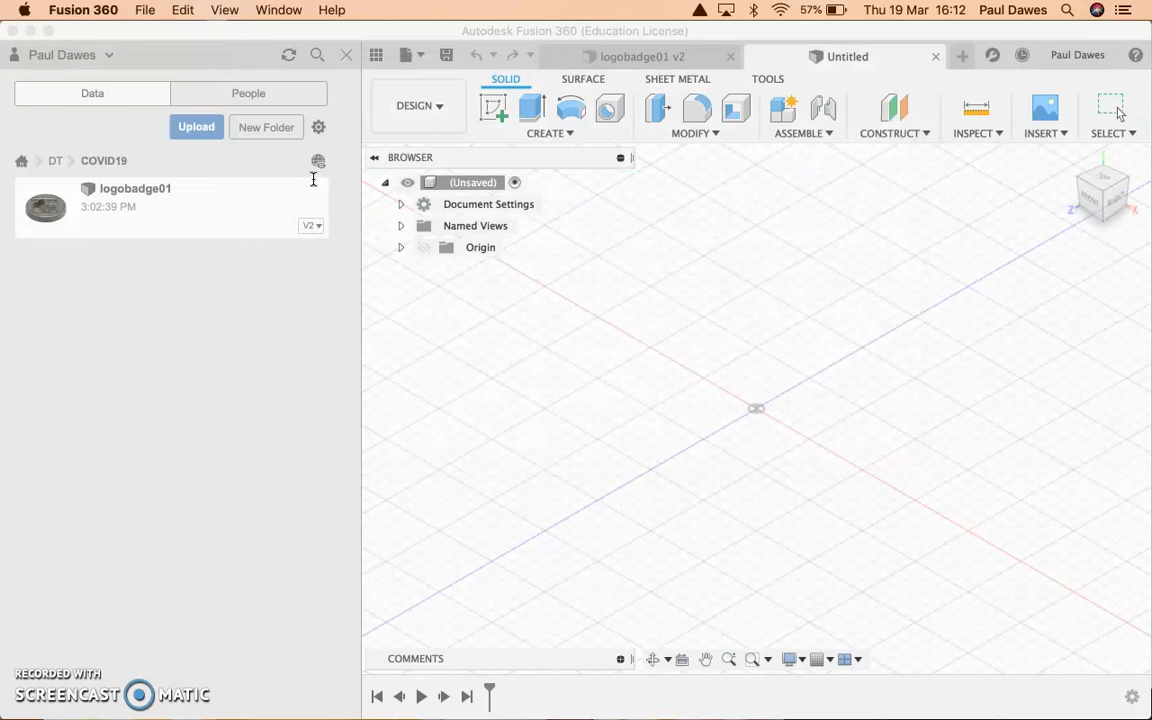 Fusion 360 File Edit View Window Help 57% Thu 19 Mar 16:12 Paul Dawes
Autodesk Fusion 360 (Education License)
Paul Dawes
logobadge01 v2 Untitled Paul Dawes
Data People
SOLID SURFACE SHEET METAL TOOLS
DESIGN
Upload New Folder
CREATE MODIFY ASSEMBLE CONSTRUCT INSPECT INSERT SELECT
DT COVID19
BROWSER
logobadge01
3:02:39 PM
V2
(Unsaved)
Document Settings
Named Views
Origin
FRONT RIGHT
Z X Y
COMMENTS
RECORDED WITH
SCREENCAST MATIC